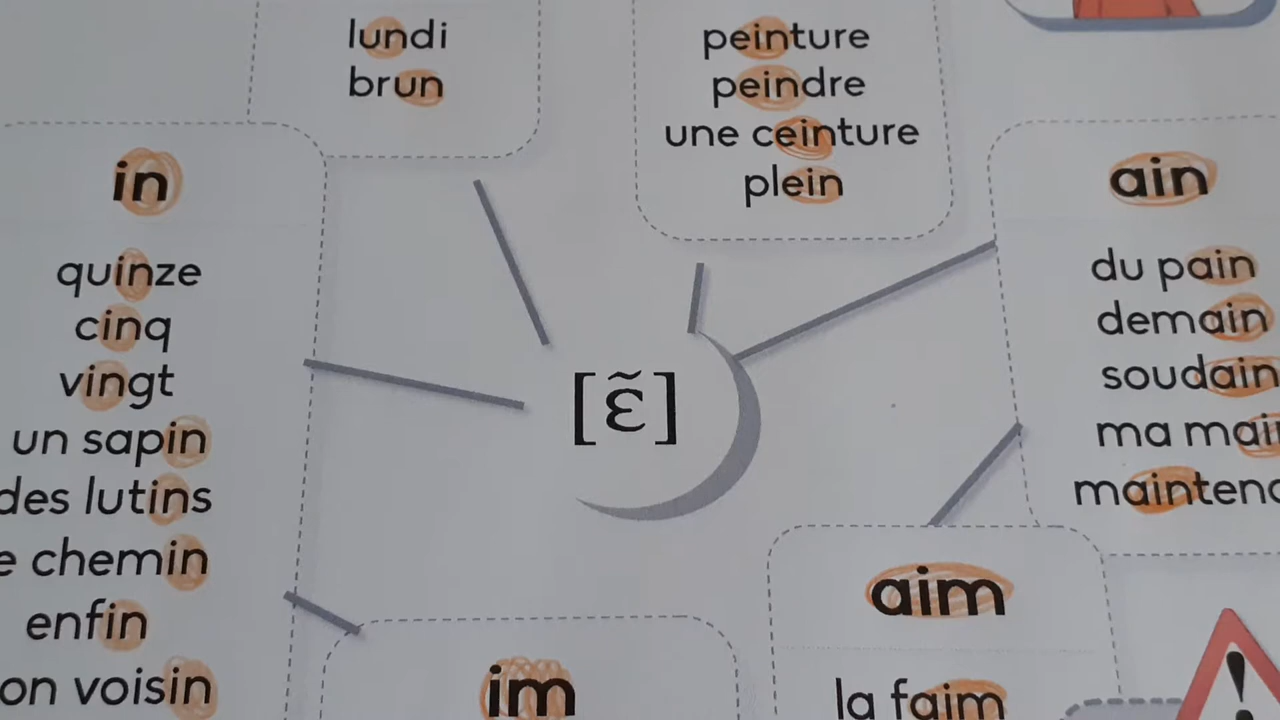 lundi
brun
peinture
peindre
une ceinture
plein
in
quinze
cinq
vingt
un sapin
des lutins
chemin
enfin
voisin
[ɛ̃]
ain
du pain
demain
soudain
ma
aim
la faim
im
!